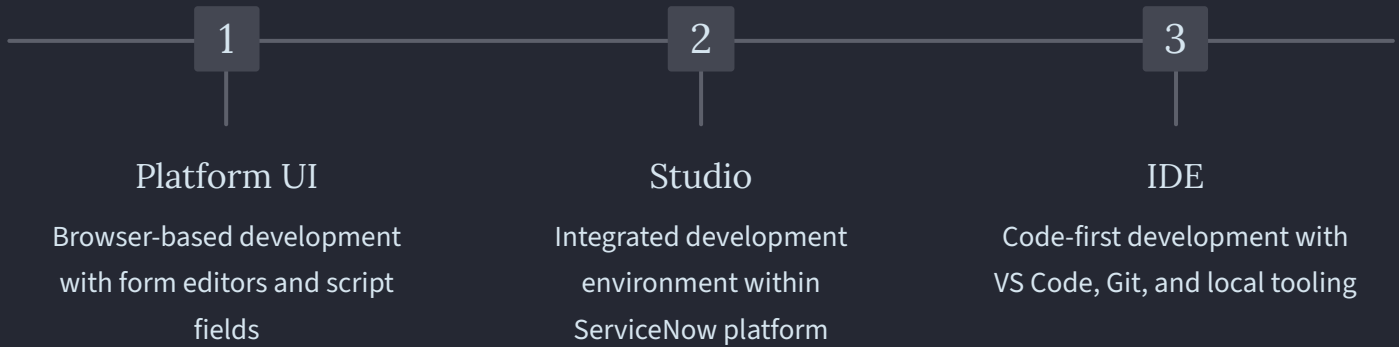 1
2
3
Platform UI
Browser-based development
with form editors and script
fields
Studio
Integrated development
environment within
ServiceNow platform
IDE
Code-first development with
VS Code, Git, and local tooling